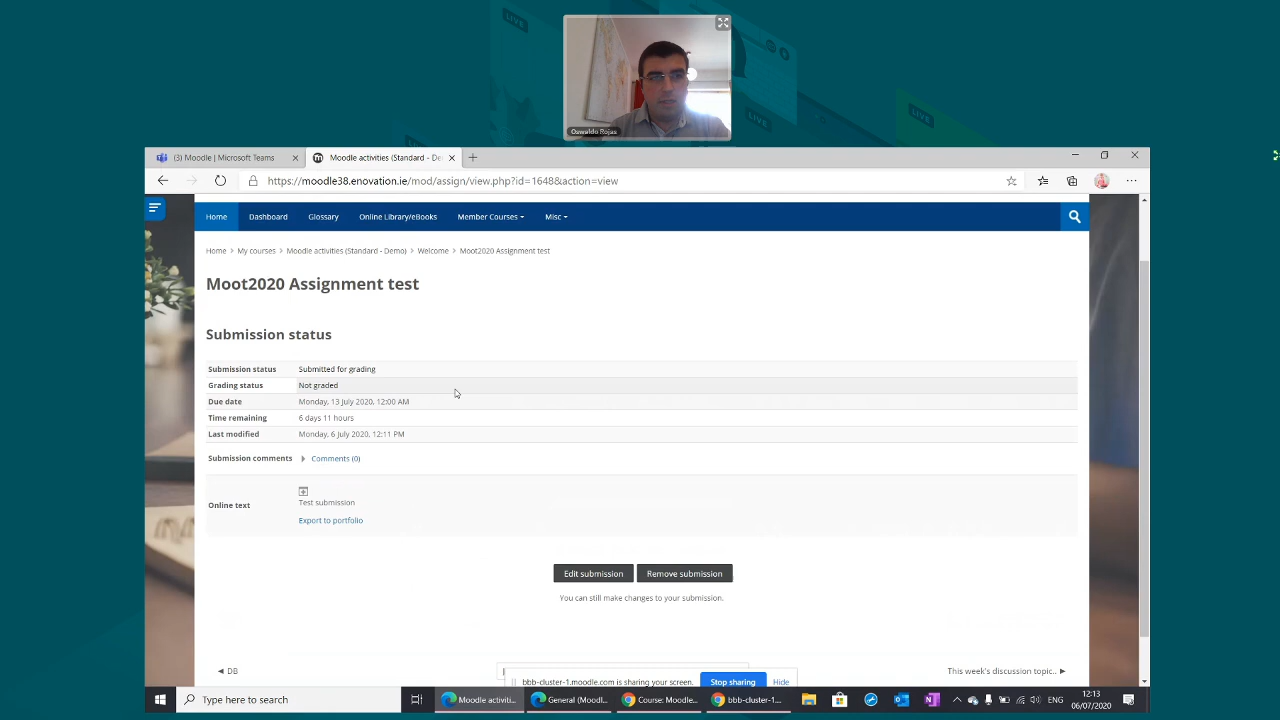 LIVE
LIVE
LIVE
Oswaldo Rojas
(3) Moodle | Microsoft Teams
Moodle activities (Standard - De
https://moodle38.enovation.ie/mod/assign/view.php?id=1648&action=view
Home Dashboard Glossary Online Library/eBooks Member Courses Misc
Home > My courses > Moodle activities (Standard - Demo) > Welcome > Moot2020 Assignment test
Moot2020 Assignment test
Submission status
Submission status Submitted for grading
Grading status Not graded
Due date Monday, 13 July 2020, 12:00 AM
Time remaining 6 days 11 hours
Last modified Monday, 6 July 2020, 12:11 PM
Submission comments Comments (0)
Online text Test submission
Export to portfolio
Edit submission Remove submission
You can still make changes to your submission.
◄ DB This week's discussion topic.. ►
bbb-cluster-1.moodle.com is sharing your screen. Stop sharing Hide
Type here to search Moodle activiti... General (Moodl... Course: Moodle... bbb-cluster-1... ENG 12:13
06/07/2020